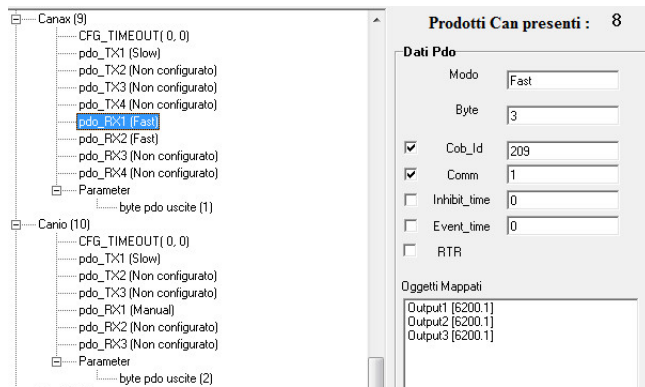 Canax (9)
CFG_TIMEOUT( 0, 0)
pdo_TX1 (Slow)
pdo_TX2 (Non configurato)
pdo_TX3 (Non configurato)
pdo_TX4 (Non configurato)
pdo_RX1 (Fast)
pdo_RX2 (Fast)
pdo_RX3 (Non configurato)
pdo_RX4 (Non configurato)
Parameter
byte pdo uscite (1)
Canio (10)
CFG_TIMEOUT( 0, 0)
pdo_TX1 (Slow)
pdo_TX2 (Non configurato)
pdo_TX3 (Non configurato)
pdo_RX1 (Manual)
pdo_RX2 (Non configurato)
pdo_RX3 (Non configurato)
Parameter
byte pdo uscite (2)
Prodotti Can presenti : 8
Dati Pdo
Modo Fast
Byte 3
Cob_Id 209
Comm 1
Inhibit_time 0
Event_time 0
RTR
Oggetti Mappati
Output1 [6200.1]
Output2 [6200.1]
Output3 [6200.1]